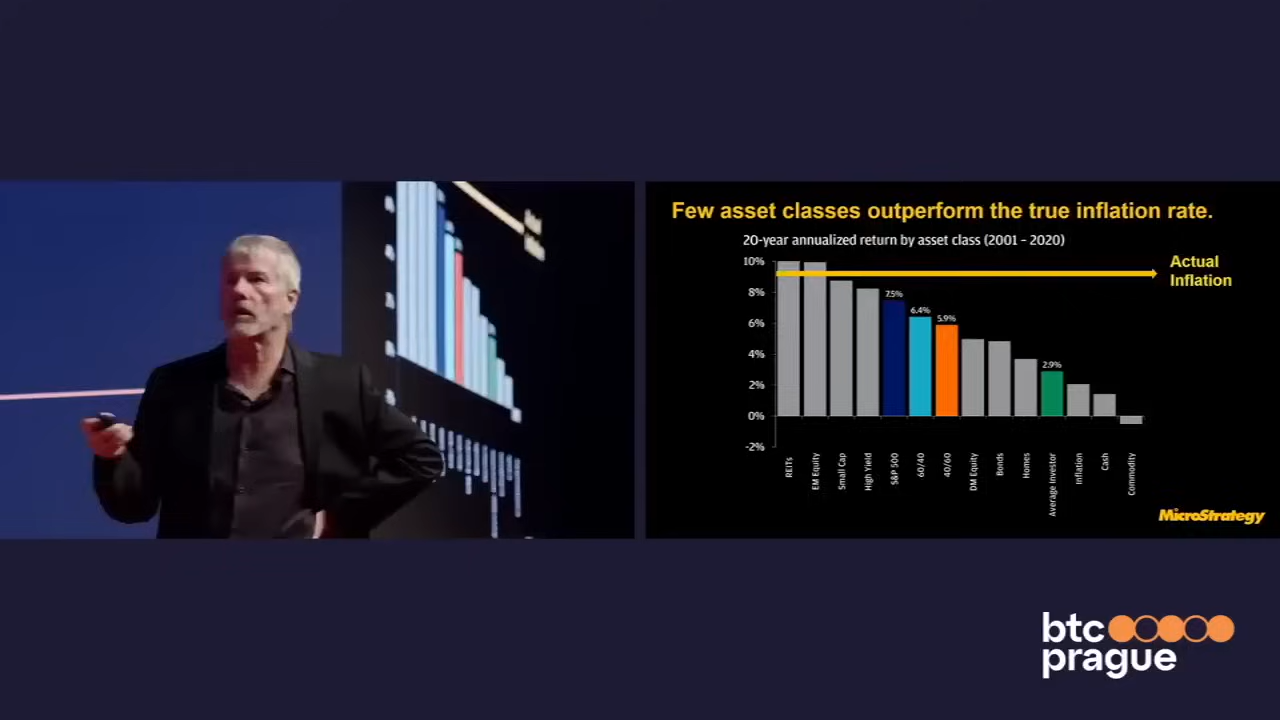 Few asset classes outperform the true inflation rate.
20-year annualized return by asset class (2001 - 2020)
Actual
Inflation
10%
8%
6%
4%
2%
0%
-2%
7.5%
6.4%
5.9%
2.9%
REITs
EM Equity
Small Cap
High Yield
S&P 500
60/40
40/60
DM Equity
Bonds
Homes
Average Investor
Inflation
Cash
Commodity
MicroStrategy
btc
prague